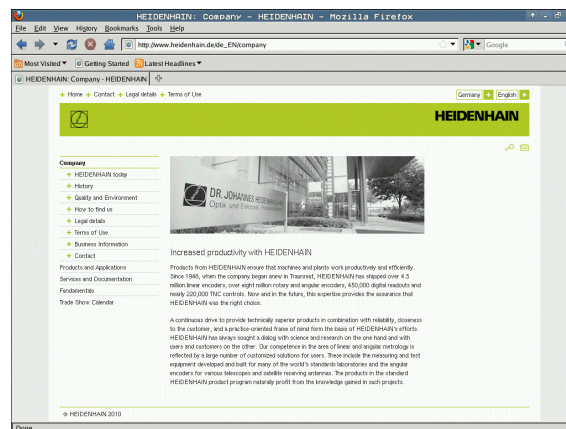 HEIDENHAIN: Company - HEIDENHAIN - Mozilla Firefox
File Edit View History Bookmarks Tools Help
http://www.heidenhain.de/de_EN/company
Google
Most Visited Getting Started Latest Headlines
HEIDENHAIN: Company - HEIDENHAIN
Home Contact Legal details Terms of Use
Germany English
HEIDENHAIN
Company
HEIDENHAIN today
History
Quality and Environment
How to find us
Legal details
Terms of Use
Business Information
Contact
Products and Applications
Services and Documentation
Fundamentals
Trade Show Calendar
DR. JOHANNES HEIDENHAIN
Optik und Elektronik
Increased productivity with HEIDENHAIN
Products from HEIDENHAIN ensure that machines and plants work productively and efficiently.
Since 1948, when the company began anew in Traunreut, HEIDENHAIN has shipped over 4.3
million linear encoders, over eight million rotary and angular encoders, 450,000 digital readouts and
nearly 220,000 TNC controls. Now and in the future, this expertise provides the assurance that
HEIDENHAIN was the right choice.
A continuous drive to provide technically superior products in combination with reliability, closeness
to the customer, and a practice-oriented frame of mind form the basis of HEIDENHAIN's efforts.
HEIDENHAIN has always sought a dialog with science and research on the one hand and with
users and customers on the other. Our competence in the area of linear and angular metrology is
reflected by a large number of customized solutions for users. These include the measuring and test
equipment developed and built for many of the world's standards laboratories and the angular
encoders for various telescopes and satellite receiving antennas. The products in the standard
HEIDENHAIN product program naturally profit from the knowledge gained in such projects.
© HEIDENHAIN 2010
Done